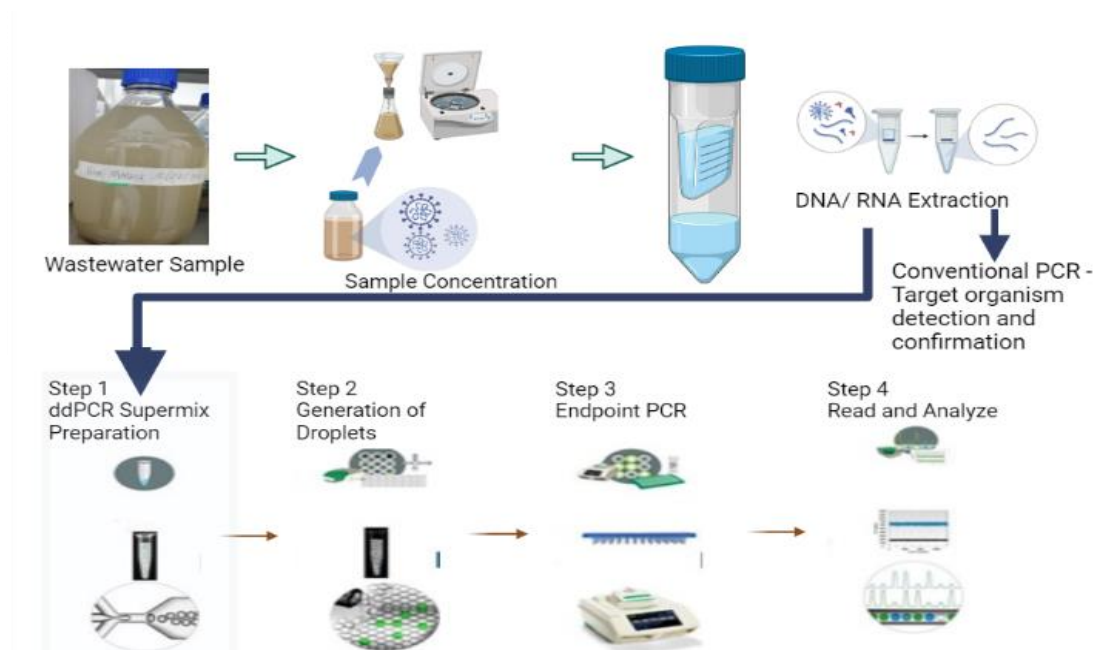 Wastewater Sample
Sample Concentration
DNA/ RNA Extraction
Conventional PCR -
Target organism
detection and
confirmation
Step 1
ddPCR Supermix
Preparation
Step 2
Generation of
Droplets
Step 3
Endpoint PCR
Step 4
Read and Analyze